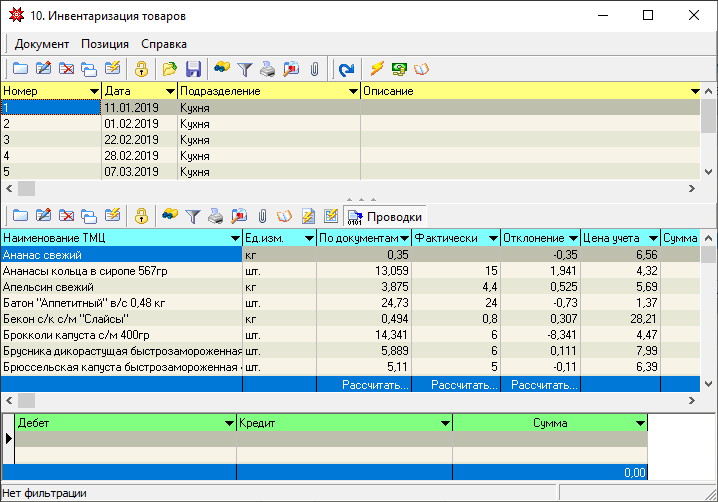 10. Инвентаризация товаров
Документ Позиция Справка
Номер Дата Подразделение Описание
1 11.01.2019 Кухня
2 01.02.2019 Кухня
3 22.02.2019 Кухня
4 28.02.2019 Кухня
5 07.03.2019 Кухня
0101 Проводки
Наименование ТМЦ Ед.изм. По документам Фактически Отклонение Цена учета Сумма
Ананас свежий кг 0,35 -0,35 6,56
Ананасы кольца в сиропе 567гр шт. 13,059 15 1,941 4,32
Апельсин свежий кг 3,875 4,4 0,525 5,69
Батон "Аппетитный" в/с 0,48 кг шт. 24,73 24 -0,73 1,37
Бекон с/к с/м "Слайсы" кг 0,494 0,8 0,307 28,21
Брокколи капуста с/м 400гр шт. 14,341 6 -8,341 4,47
Брусника дикорастущая быстрозамороженная шт. 5,889 6 0,111 7,99
Брюссельская капуста быстрозамороженная шт. 5,11 5 -0,11 6,39
Рассчитать... Рассчитать... Рассчитать...
Дебет Кредит Сумма
0,00
Нет фильтрации